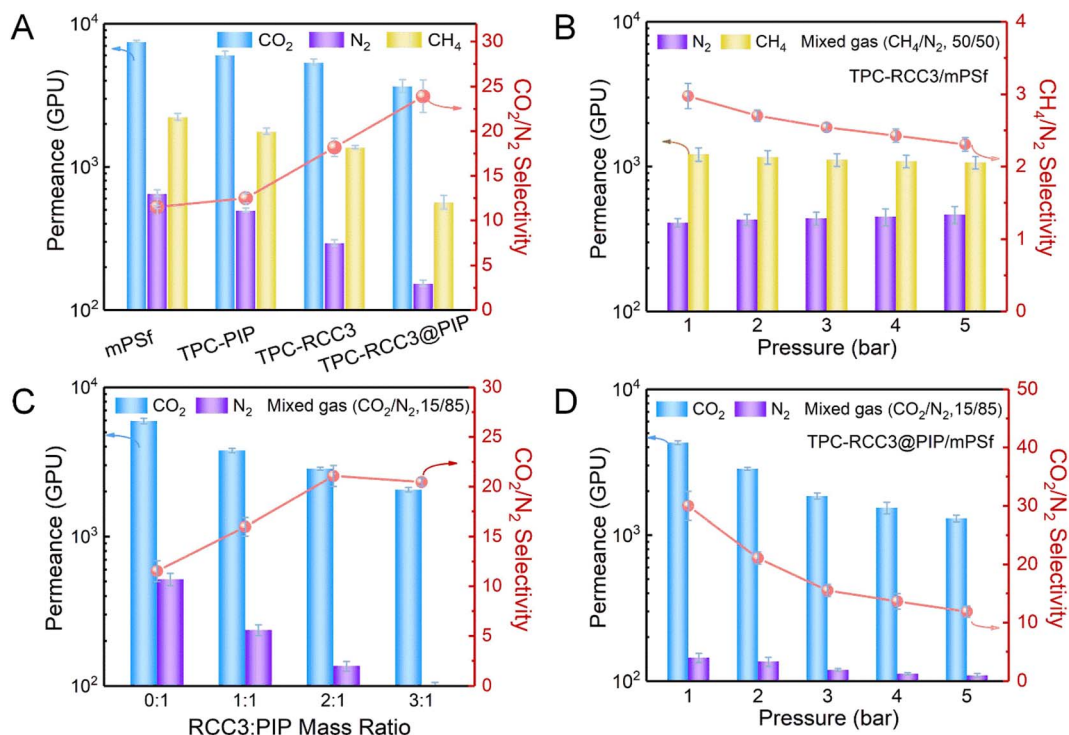 A
CO₂ N₂ CH₄
10⁴
10³
10²
Permeance (GPU)
30
25
20
15
10
5
0
CO₂/N₂ Selectivity
mPSf
TPC-PIP
TPC-RCC3
TPC-RCC3@PIP
B
N₂ CH₄ Mixed gas (CH₄/N₂, 50/50)
TPC-RCC3/mPSf
10⁴
10³
10²
Permeance (GPU)
4
3
2
1
0
CH₄/N₂ Selectivity
1 2 3 4 5
Pressure (bar)
C
CO₂ N₂ Mixed gas (CO₂/N₂,15/85)
10⁴
10³
10²
Permeance (GPU)
30
25
20
15
10
5
0
CO₂/N₂ Selectivity
0:1 1:1 2:1 3:1
RCC3:PIP Mass Ratio
D
CO₂ N₂ Mixed gas (CO₂/N₂,15/85)
TPC-RCC3@PIP/mPSf
10⁴
10³
10²
Permeance (GPU)
50
40
30
20
10
0
CO₂/N₂ Selectivity
1 2 3 4 5
Pressure (bar)